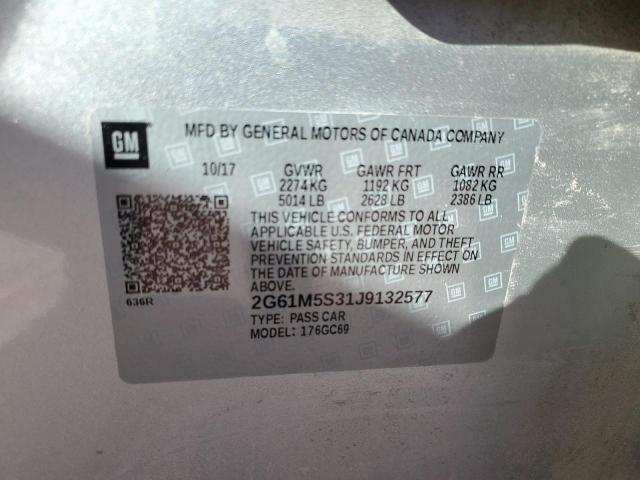 GM
MFD BY GENERAL MOTORS OF CANADA COMPANY
10/17 GVWR GAWR FRT GAWR RR
2274 KG 1192 KG 1082 KG
5014 LB 2628 LB 2386 LB
THIS VEHICLE CONFORMS TO ALL
APPLICABLE U.S. FEDERAL MOTOR
VEHICLE SAFETY, BUMPER, AND THEFT
PREVENTION STANDARDS IN EFFECT ON
THE DATE OF MANUFACTURE SHOWN
ABOVE.
636R
2G61M5S31J9132577
TYPE: PASS CAR
MODEL: 176GC69